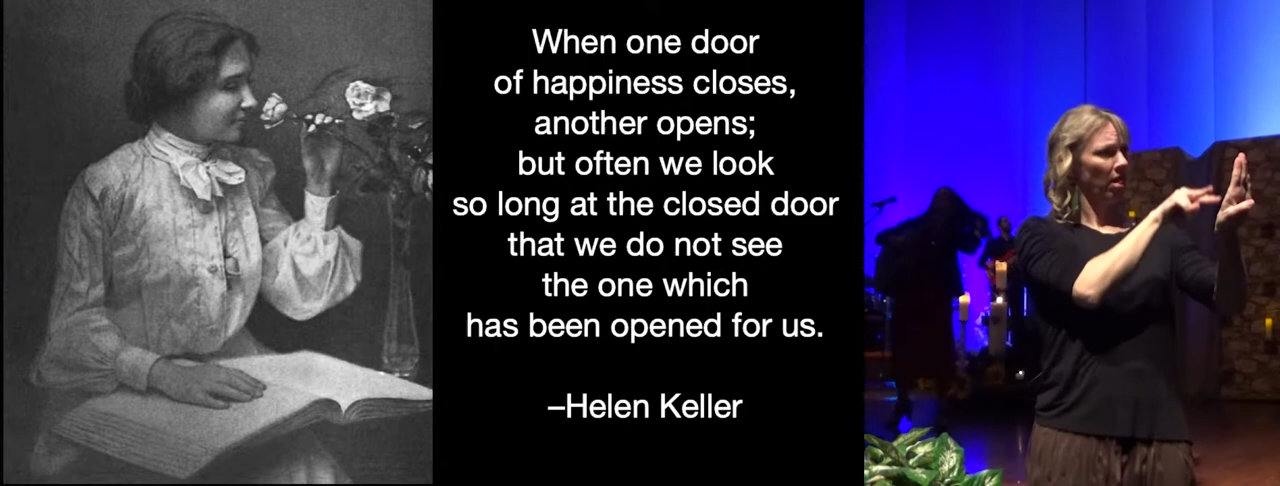 When one door
of happiness closes,
another opens;
but often we look
so long at the closed door
that we do not see
the one which
has been opened for us.
–Helen Keller